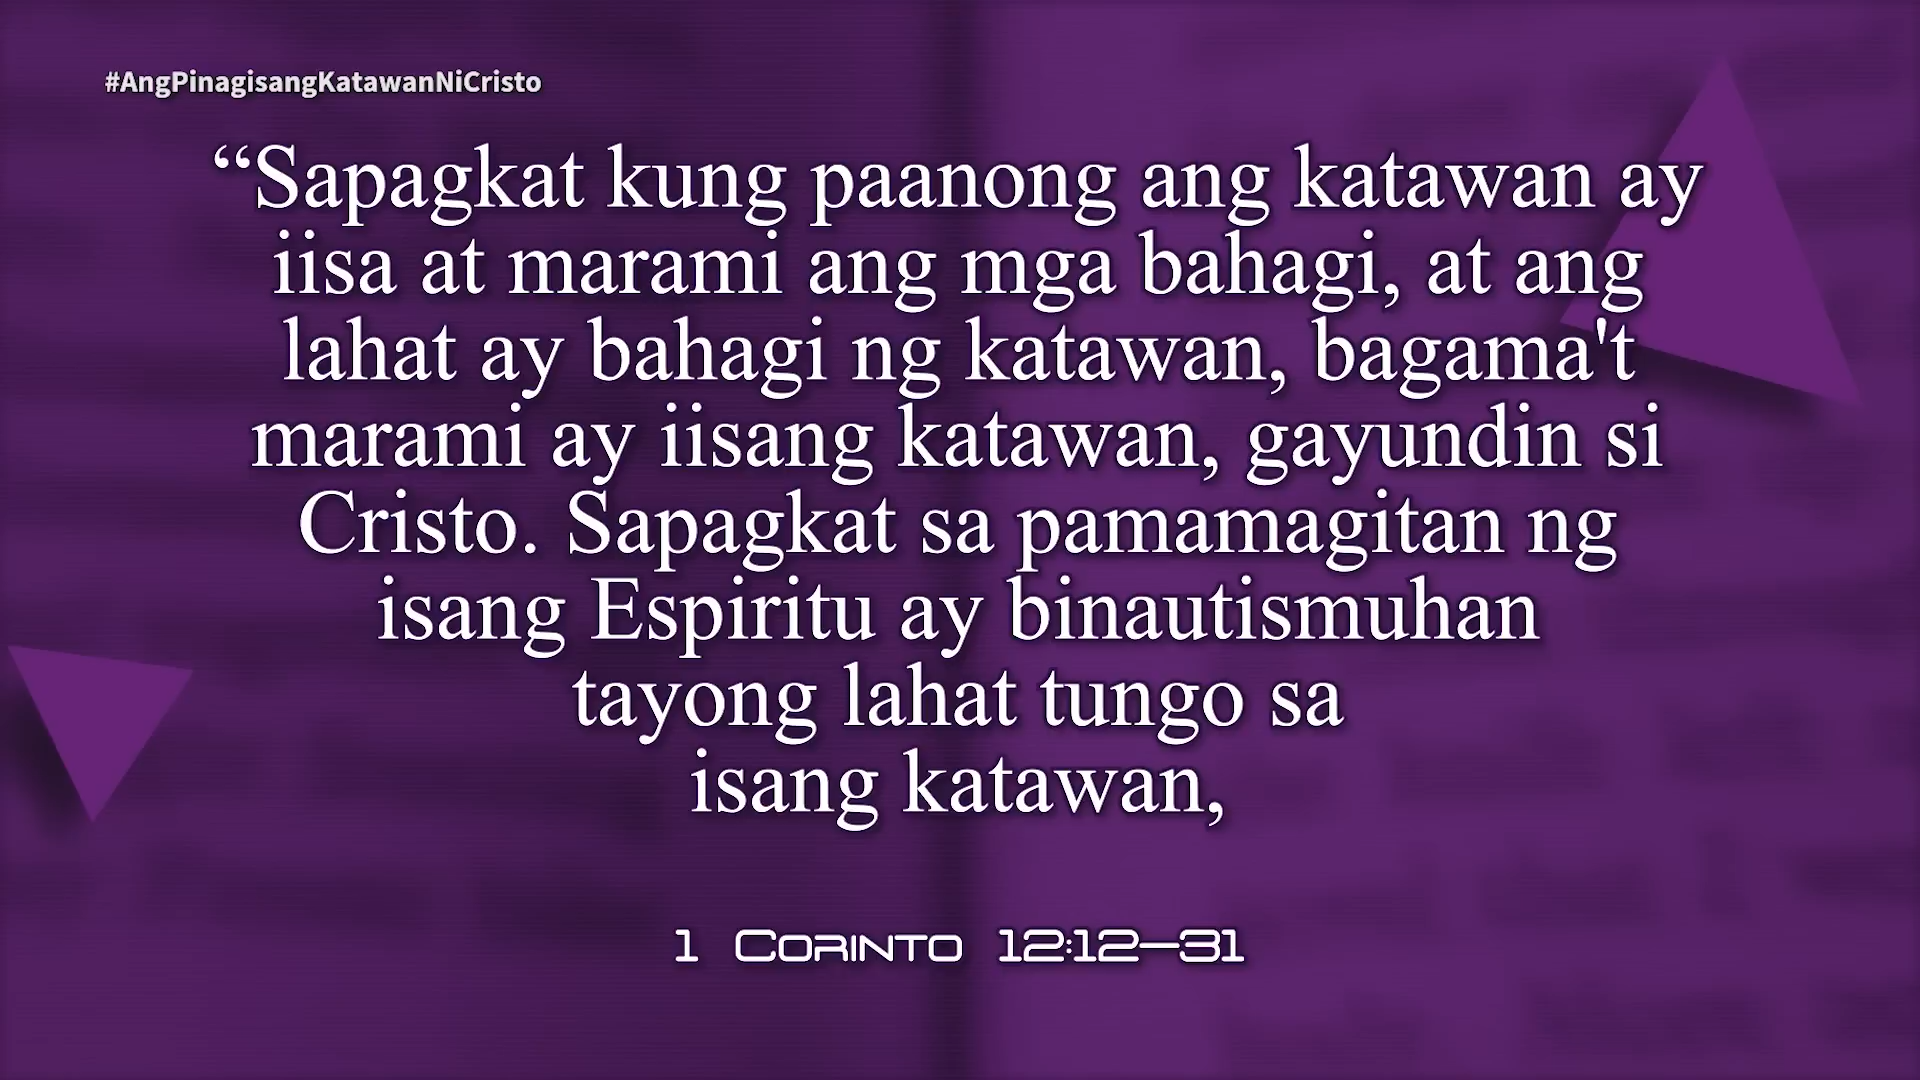 #AngPinagisangKatawanNiCristo
“Sapagkat kung paanong ang katawan ay
iisa at marami ang mga bahagi, at ang
lahat ay bahagi ng katawan, bagama't
marami ay iisang katawan, gayundin si
Cristo. Sapagkat sa pamamagitan ng
isang Espiritu ay binautismuhan
tayong lahat tungo sa
isang katawan,
1 Corinto 12:12–31